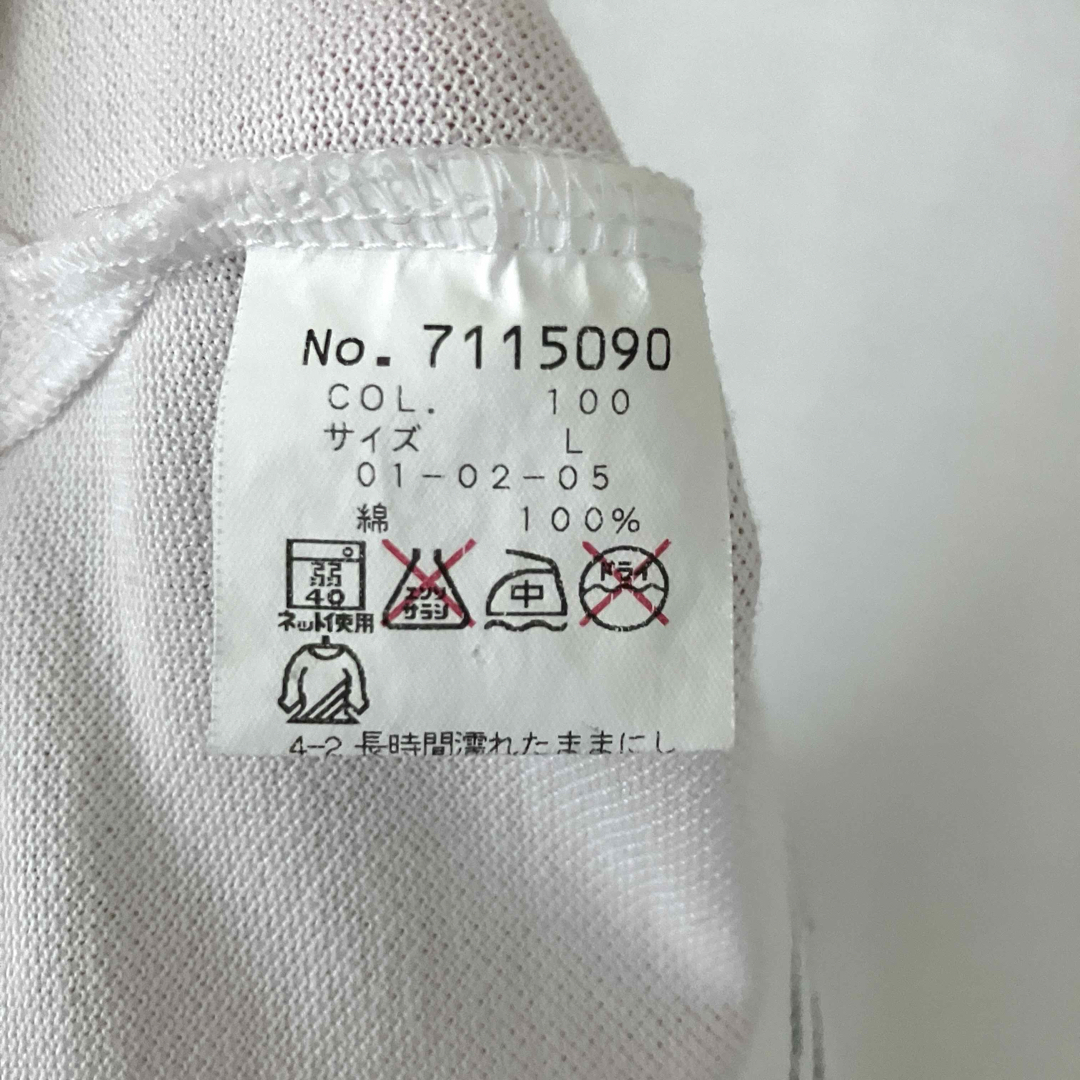 No. 7115090
COL. 100
サイズ L
01-02-05
綿 100%
弱
40
ネット使用
エンソ
サラシ
中
ドライ
4-2 長時間濡れたままにし